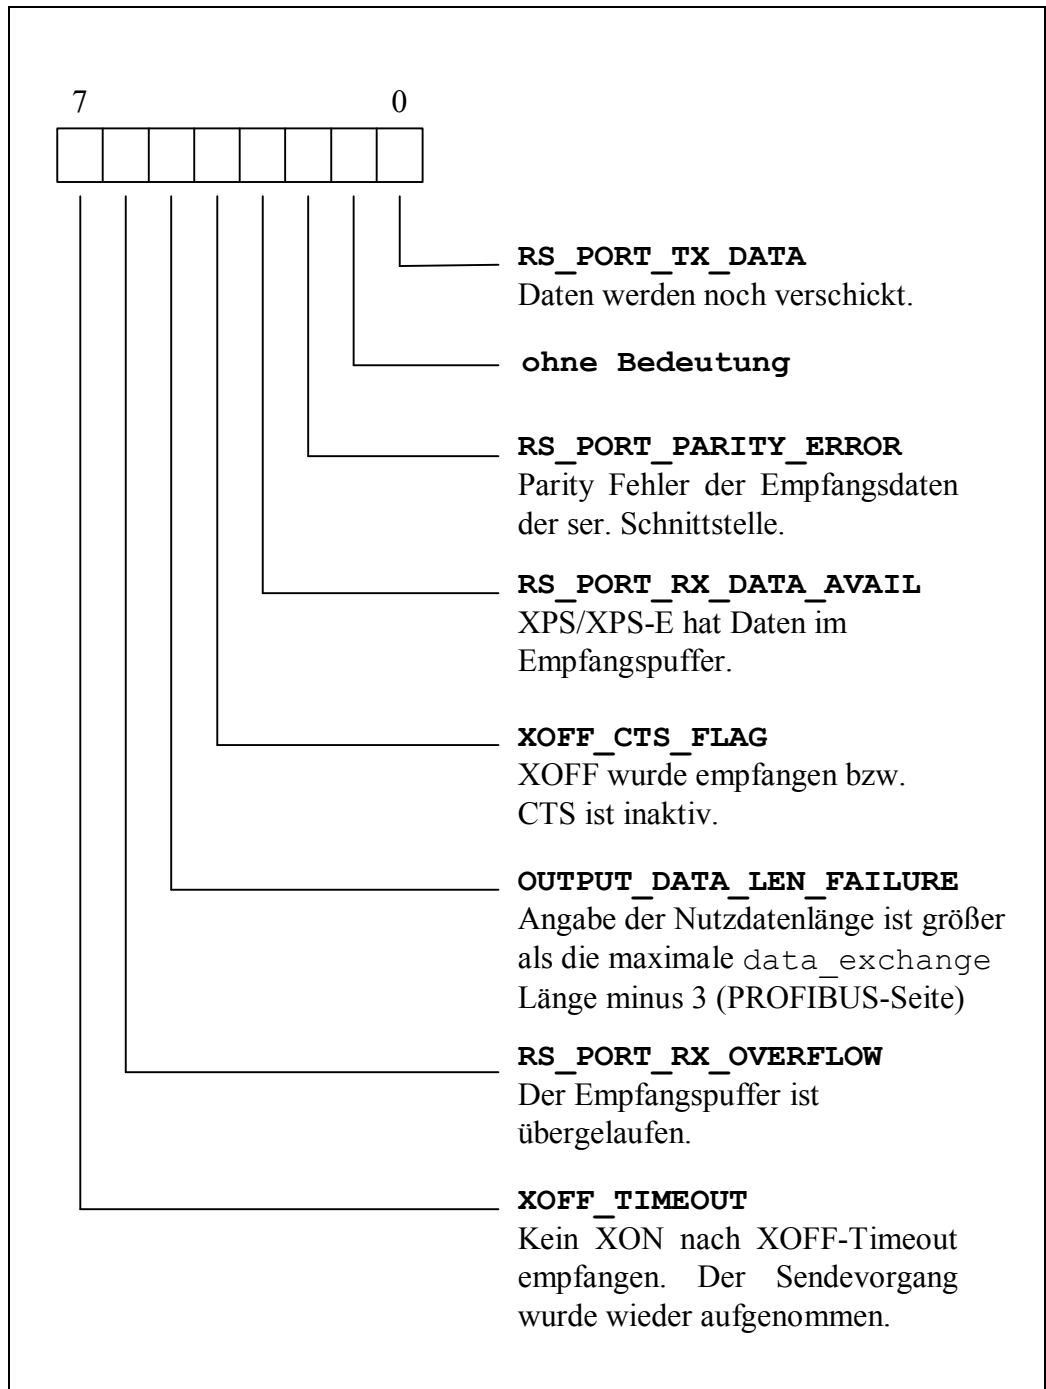 7 0
RS_PORT_TX_DATA
Daten werden noch verschickt.
ohne Bedeutung
RS_PORT_PARITY_ERROR
Parity Fehler der Empfangsdaten
der ser. Schnittstelle.
RS_PORT_RX_DATA_AVAIL
XPS/XPS-E hat Daten im
Empfangspuffer.
XOFF_CTS_FLAG
XOFF wurde empfangen bzw.
CTS ist inaktiv.
OUTPUT_DATA_LEN_FAILURE
Angabe der Nutzdatenlänge ist größer
als die maximale data_exchange
Länge minus 3 (PROFIBUS-Seite)
RS_PORT_RX_OVERFLOW
Der Empfangspuffer ist
übergelaufen.
XOFF_TIMEOUT
Kein XON nach XOFF-Timeout
empfangen. Der Sendevorgang
wurde wieder aufgenommen.